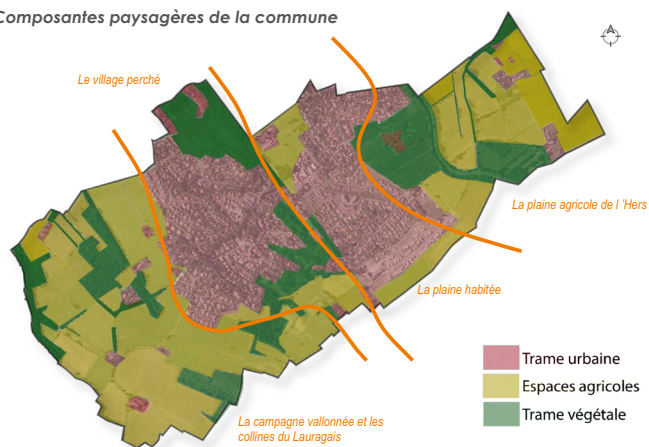 Composantes paysagères de la commune
Le village perché
La plaine agricole de l 'Hers
La plaine habitée
Trame urbaine
Espaces agricoles
Trame végétale
La campagne vallonnée et les
collines du Lauragais